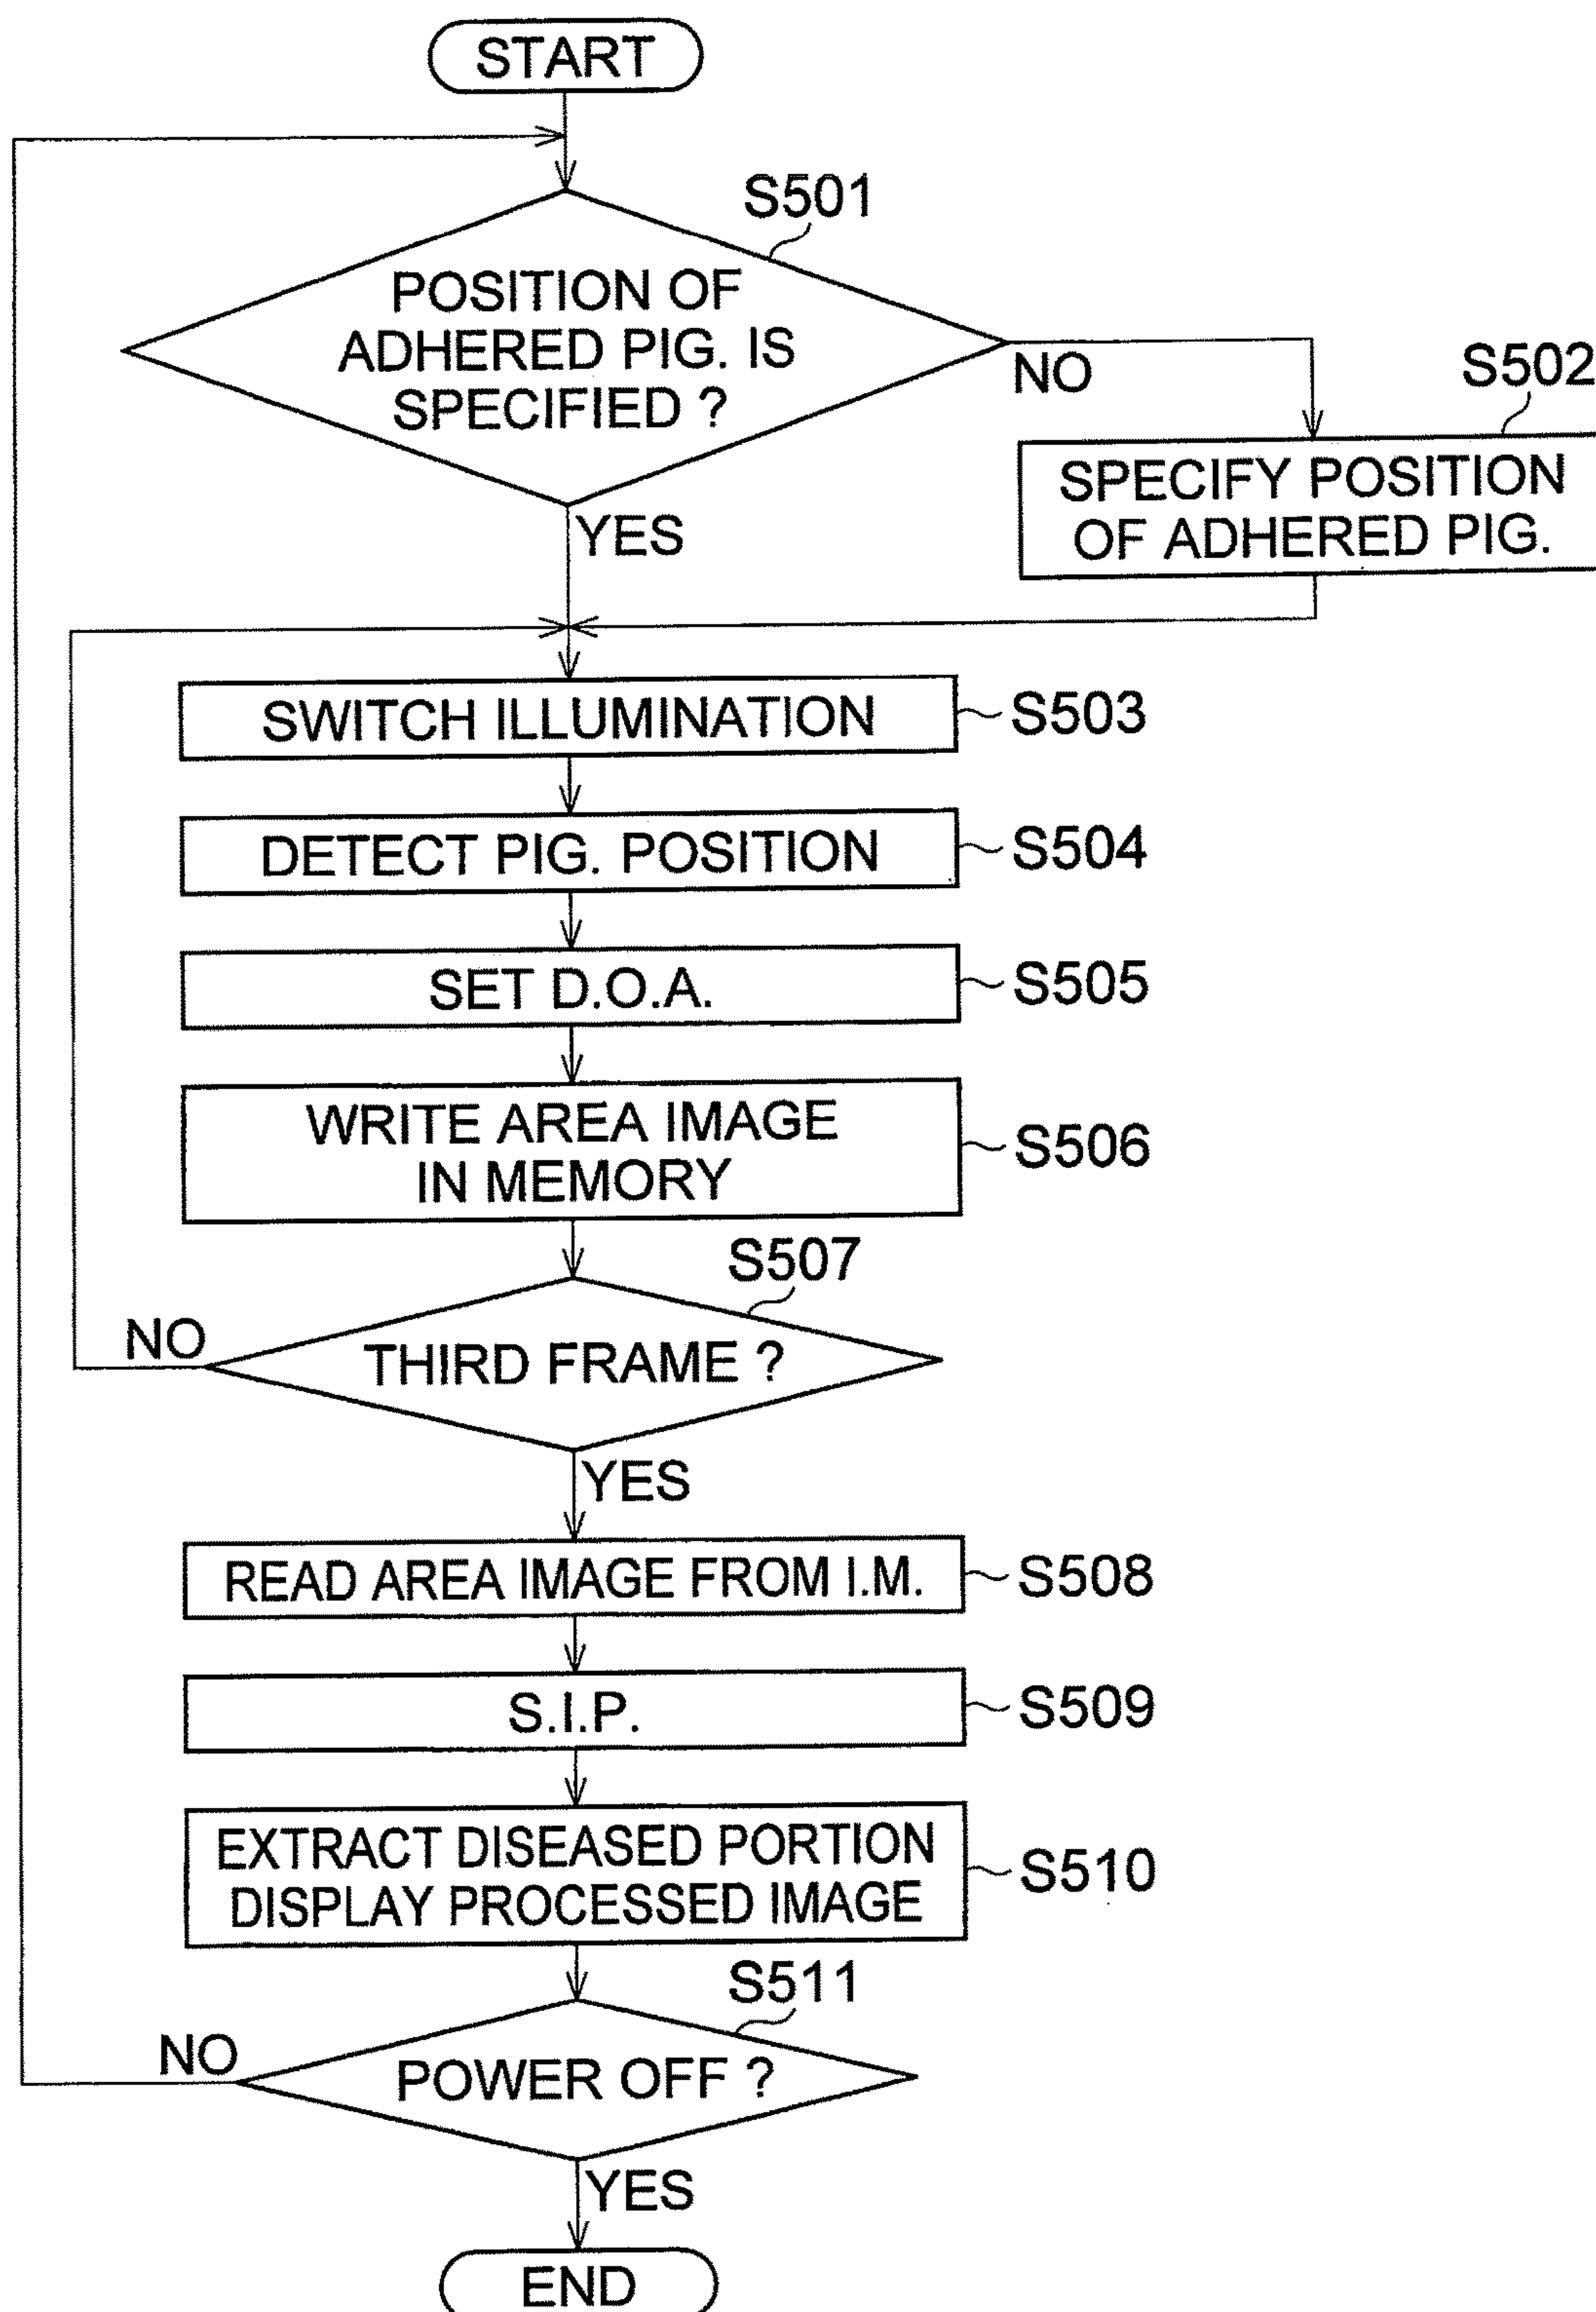 START
S501
POSITION OF
ADHERED PIG. IS
SPECIFIED ?
NO
S502
SPECIFY POSITION
OF ADHERED PIG.
YES
SWITCH ILLUMINATION
S503
DETECT PIG. POSITION
S504
SET D.O.A.
S505
WRITE AREA IMAGE
IN MEMORY
S506
S507
NO
THIRD FRAME ?
YES
READ AREA IMAGE FROM I.M.
S508
S.I.P.
S509
EXTRACT DISEASED PORTION
DISPLAY PROCESSED IMAGE
S510
S511
NO
POWER OFF ?
YES
END